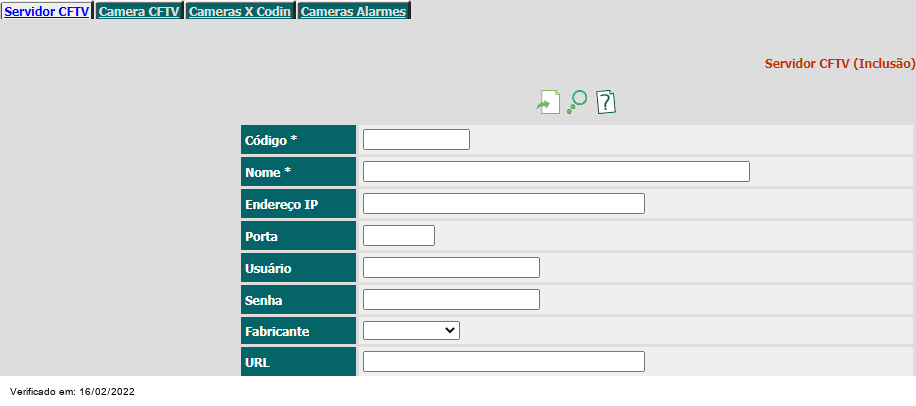 Servidor CFTV Camera CFTV Cameras X Codin Cameras Alarmes
Servidor CFTV (Inclusão)
?
Código *
Nome *
Endereço IP
Porta
Usuário
Senha
Fabricante
URL
Verificado em: 16/02/2022